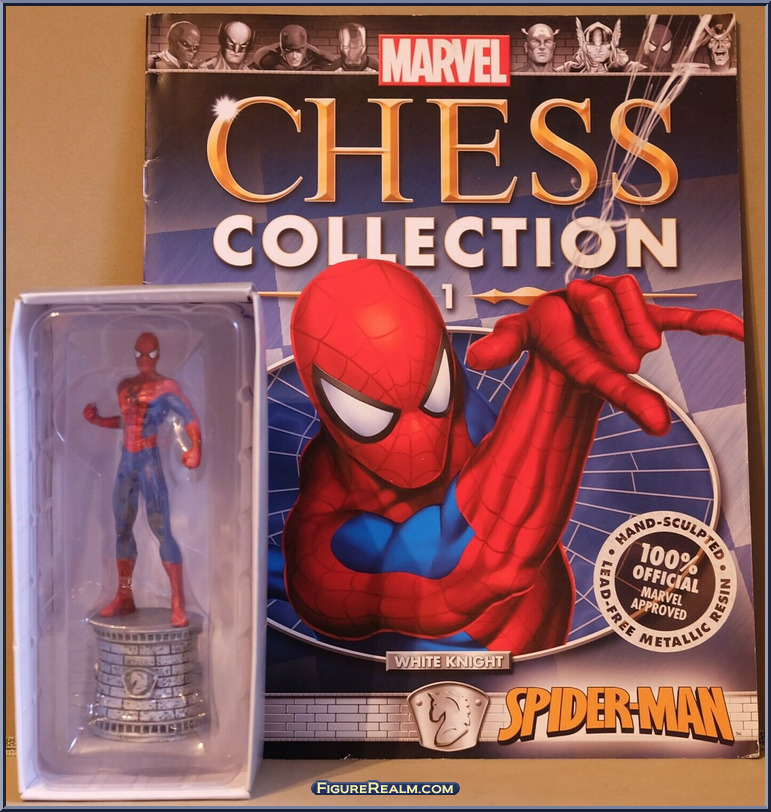 MARVEL
CHESS
COLLECTION
1
HAND-SCULPTED
100%
OFFICIAL
MARVEL
APPROVED
LEAD-FREE METALLIC RESIN
WHITE KNIGHT
SPIDER-MAN
FIGUREREALM.COM